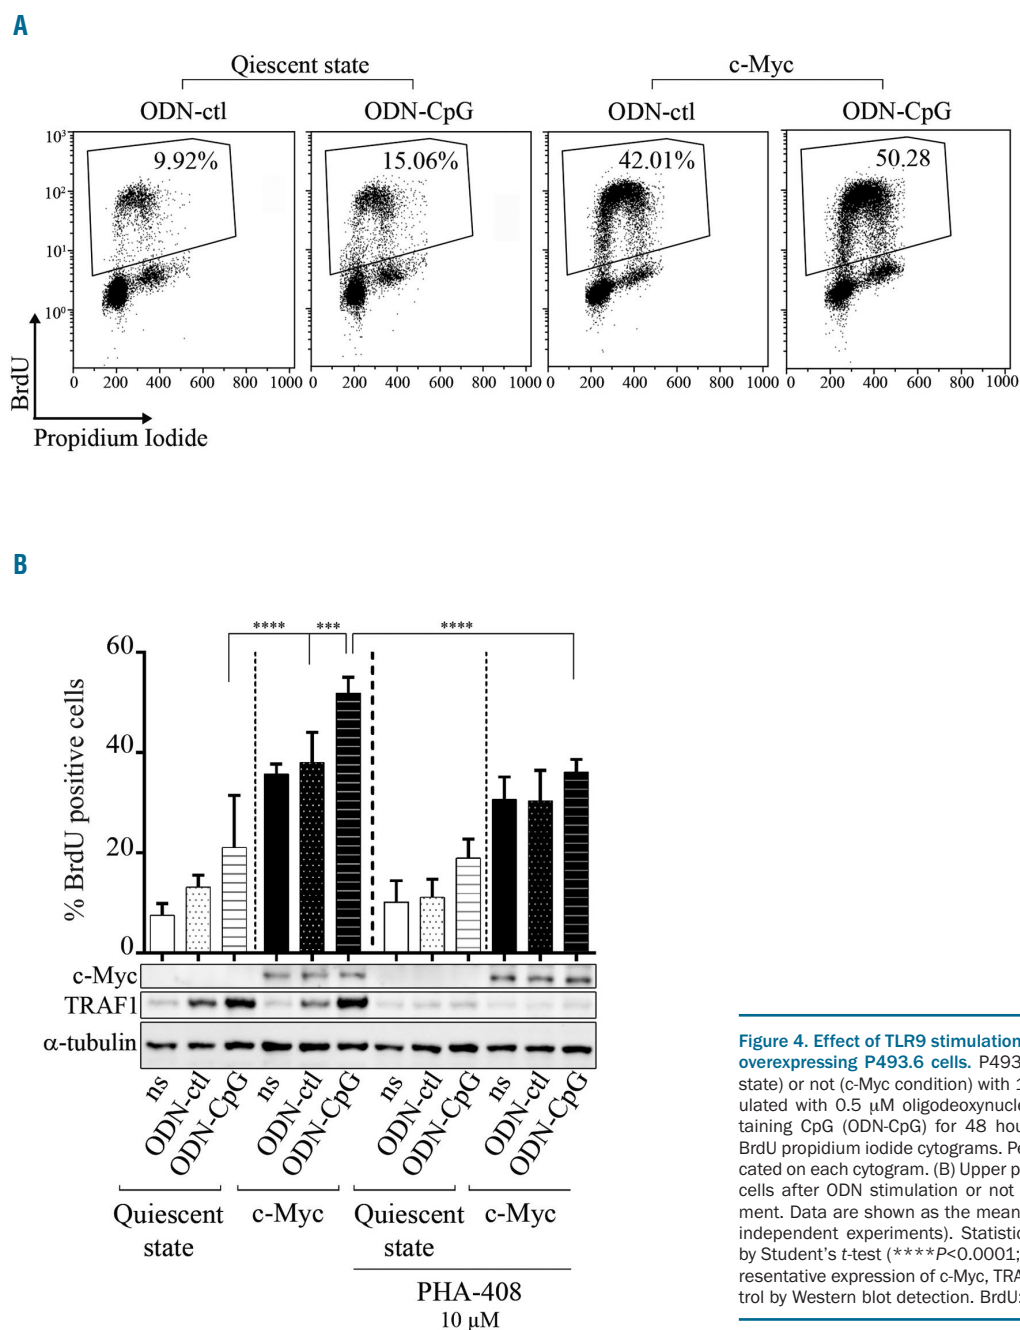 A
Qiescent state
c-Myc
ODN-ctl
ODN-CpG
ODN-ctl
ODN-CpG
10³
10²
10¹
10⁰
9.92%
15.06%
42.01%
50.28
0 200 400 600 800 1000
0 200 400 600 800 1000
0 200 400 600 800 1000
0 200 400 600 800 1000
BrdU
Propidium Iodide
B
**** *** ****
% BrdU positive cells
60
40
20
0
c-Myc
TRAF1
α-tubulin
ns
ODN-ctl
ODN-CpG
ns
ODN-ctl
ODN-CpG
ns
ODN-ctl
ODN-CpG
ns
ODN-ctl
ODN-CpG
Quiescent state
c-Myc
Quiescent state
c-Myc
PHA-408
10 µM
Figure 4. Effect of TLR9 stimulation
overexpressing P493.6 cells. P493
state) or not (c-Myc condition) with 1
ulated with 0.5 µM oligodeoxynucle
taining CpG (ODN-CpG) for 48 hou
BrdU propidium iodide cytograms. Pe
cated on each cytogram. (B) Upper p
cells after ODN stimulation or not
ment. Data are shown as the mean
independent experiments). Statistic
by Student's t-test (****P<0.0001;
resentative expression of c-Myc, TRA
trol by Western blot detection. BrdU: